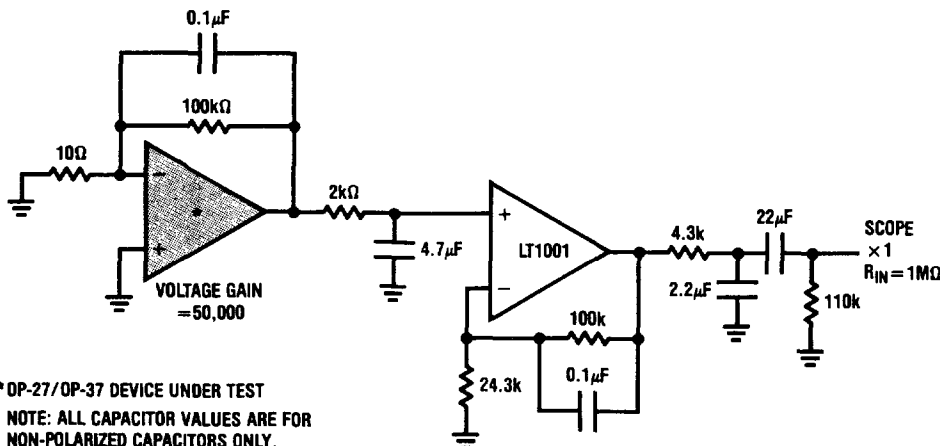 0.1µF
100kΩ
10Ω
−
*
+
VOLTAGE GAIN
=50,000
2kΩ
4.7µF
+
LT1001
−
4.3k
22µF
2.2µF
110k
SCOPE
×1
R_IN=1MΩ
100k
0.1µF
24.3k
*OP-27/OP-37 DEVICE UNDER TEST
NOTE: ALL CAPACITOR VALUES ARE FOR
NON-POLARIZED CAPACITORS ONLY.